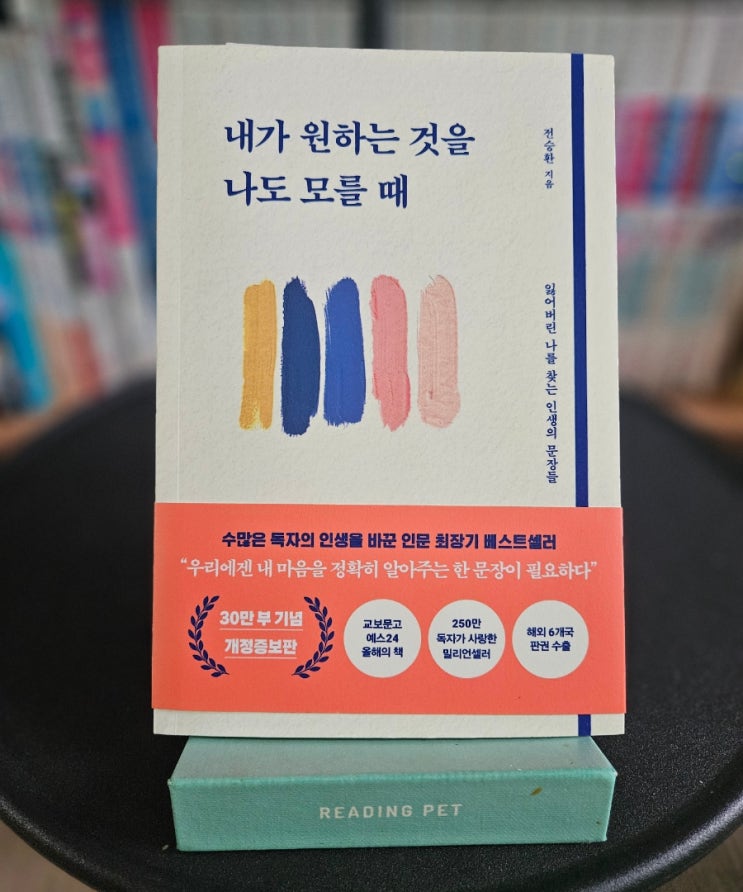 내가 원하는 것을
나도 모를 때
전승환 지음
잃어버린 나를 찾는 인생의 문장들
수많은 독자의 인생을 바꾼 인문 최장기 베스트셀러
“우리에겐 내 마음을 정확히 알아주는 한 문장이 필요하다”
30만 부 기념
개정증보판
교보문고
예스24
올해의 책
250만
독자가 사랑한
밀리언셀러
해외 6개국
판권 수출
READING PET